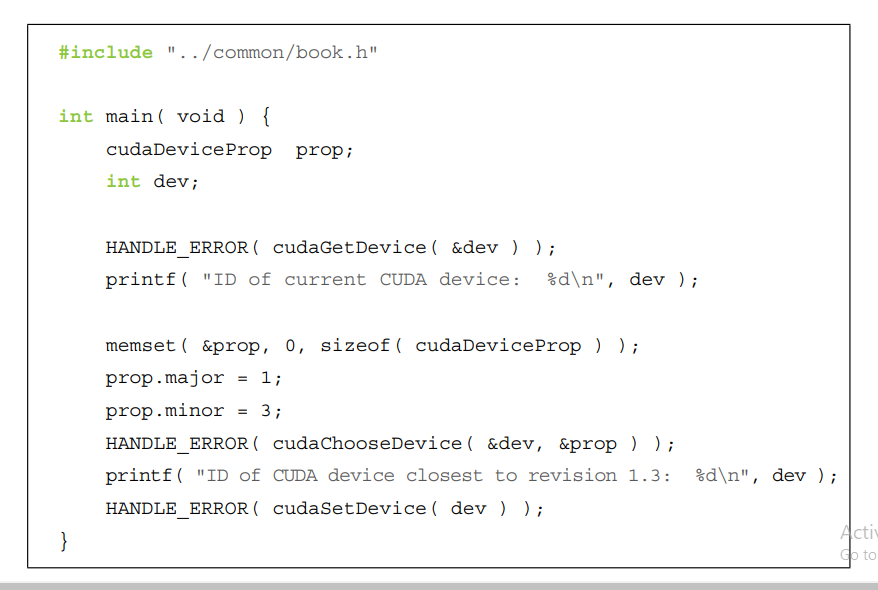 #include "../common/book.h"
int main( void ) {
cudaDeviceProp  prop;
int dev;
HANDLE_ERROR( cudaGetDevice( &dev ) );
printf( "ID of current CUDA device:  %d\n", dev );
memset( &prop, 0, sizeof( cudaDeviceProp ) );
prop.major = 1;
prop.minor = 3;
HANDLE_ERROR( cudaChooseDevice( &dev, &prop ) );
printf( "ID of CUDA device closest to revision 1.3:  %d\n", dev );
HANDLE_ERROR( cudaSetDevice( dev ) );
}
Go to